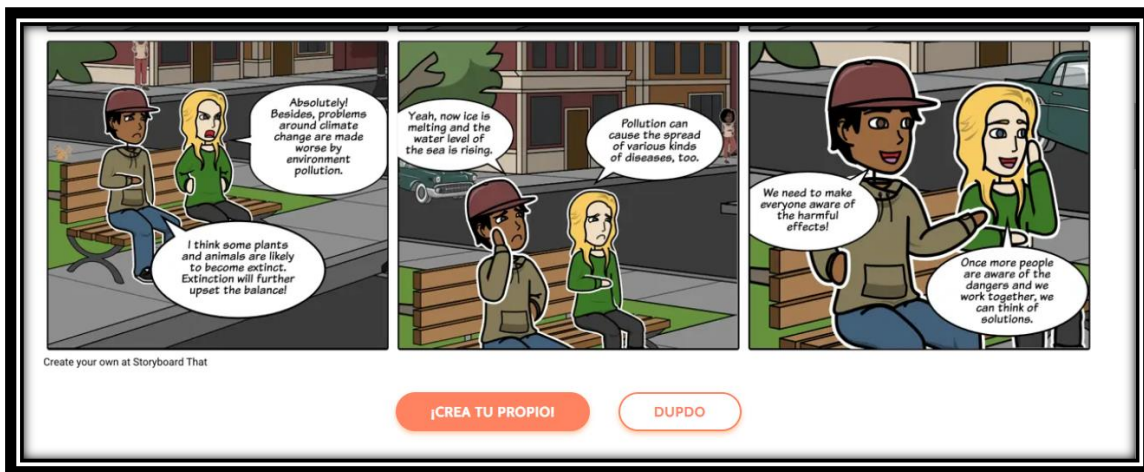 Absolutely!
Besides, problems
around climate
change are made
worse by
environment
pollution.
I think some plants
and animals are likely
to become extinct.
Extinction will further
upset the balance!
Yeah, now ice is
melting and the
water level of
the sea is rising.
Pollution can
cause the spread
of various kinds
of diseases, too.
We need to make
everyone aware of
the harmful
effects!
Once more people
are aware of the
dangers and we
work together, we
can think of
solutions.
Create your own at Storyboard That
¡CREA TU PROPIO!
DUPDO